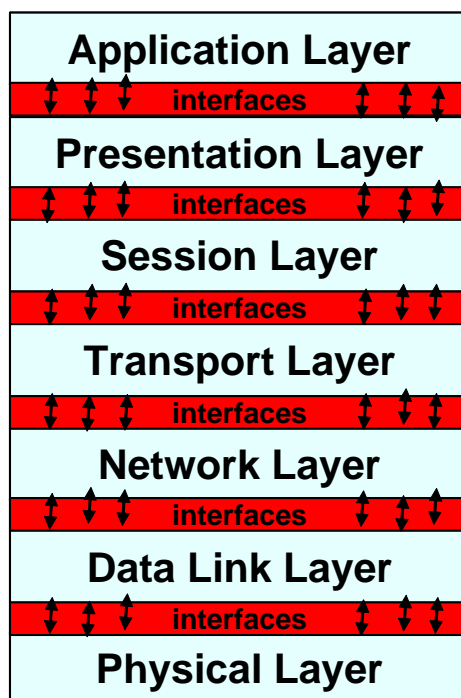 Application Layer
interfaces
Presentation Layer
interfaces
Session Layer
interfaces
Transport Layer
interfaces
Network Layer
interfaces
Data Link Layer
interfaces
Physical Layer